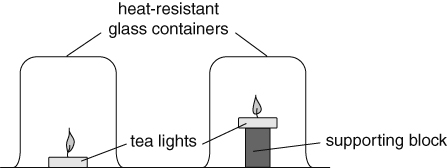 heat-resistant
glass containers
tea lights
supporting block